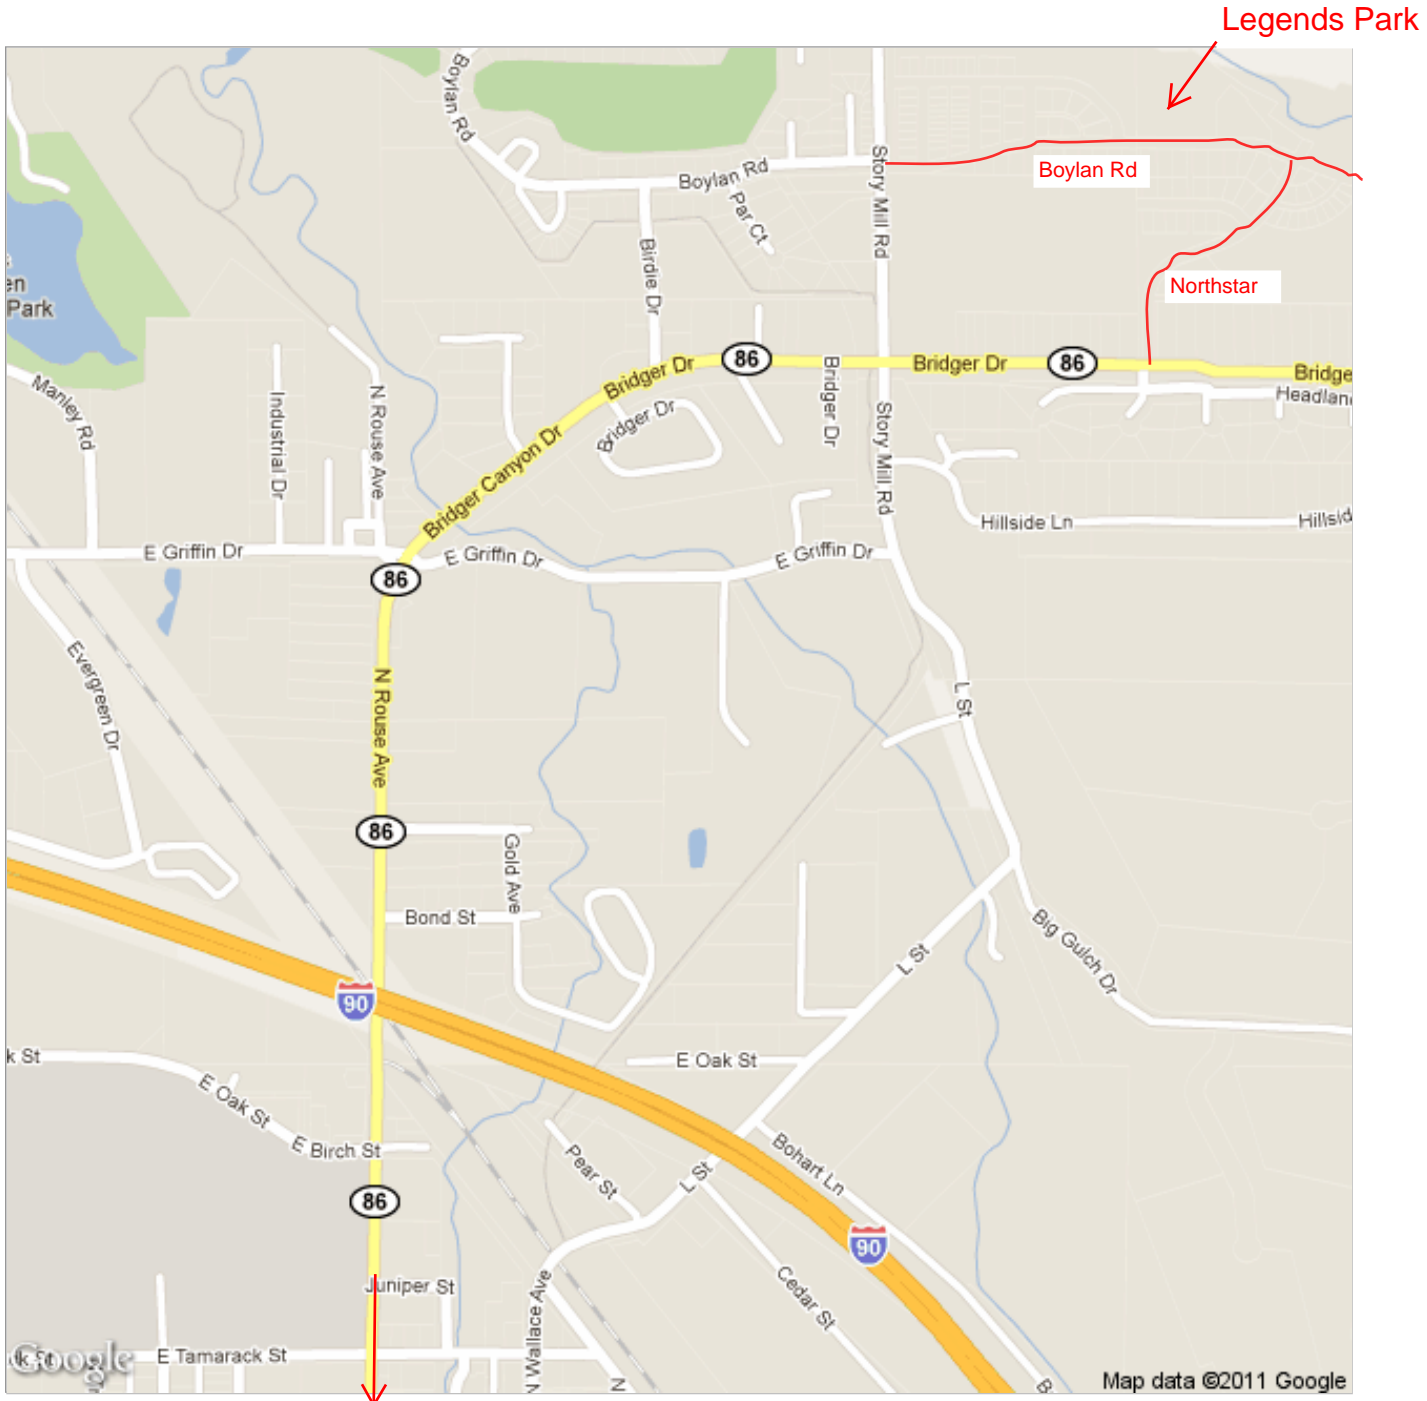 Legends Park
Boylan Rd
Boylan Rd
Story Mill Rd
Boylan Rd
Par Ct
Birdie Dr
Northstar
en
Park
86
Bridger Dr
86
Bridger Dr
Bridge
Headlan
Manley Rd
N Rouse Ave
Industrial Dr
Bridger Dr
Bridger Dr
Story Mill Rd
Bridger Canyon Dr
Hillside Ln
Hillsid
E Griffin Dr
E Griffin Dr
E Griffin Dr
86
Evergreen Dr
N Rouse Ave
L St
86
Gold Ave
Bond St
Big Gulch Dr
L St
90
k St
E Oak St
E Oak St
E Birch St
Pear St
Bohart Ln
L St
86
90
Juniper St
Cedar St
N Wallace Ave
E Tamarack St
Google
N
B
Map data ©2011 Google